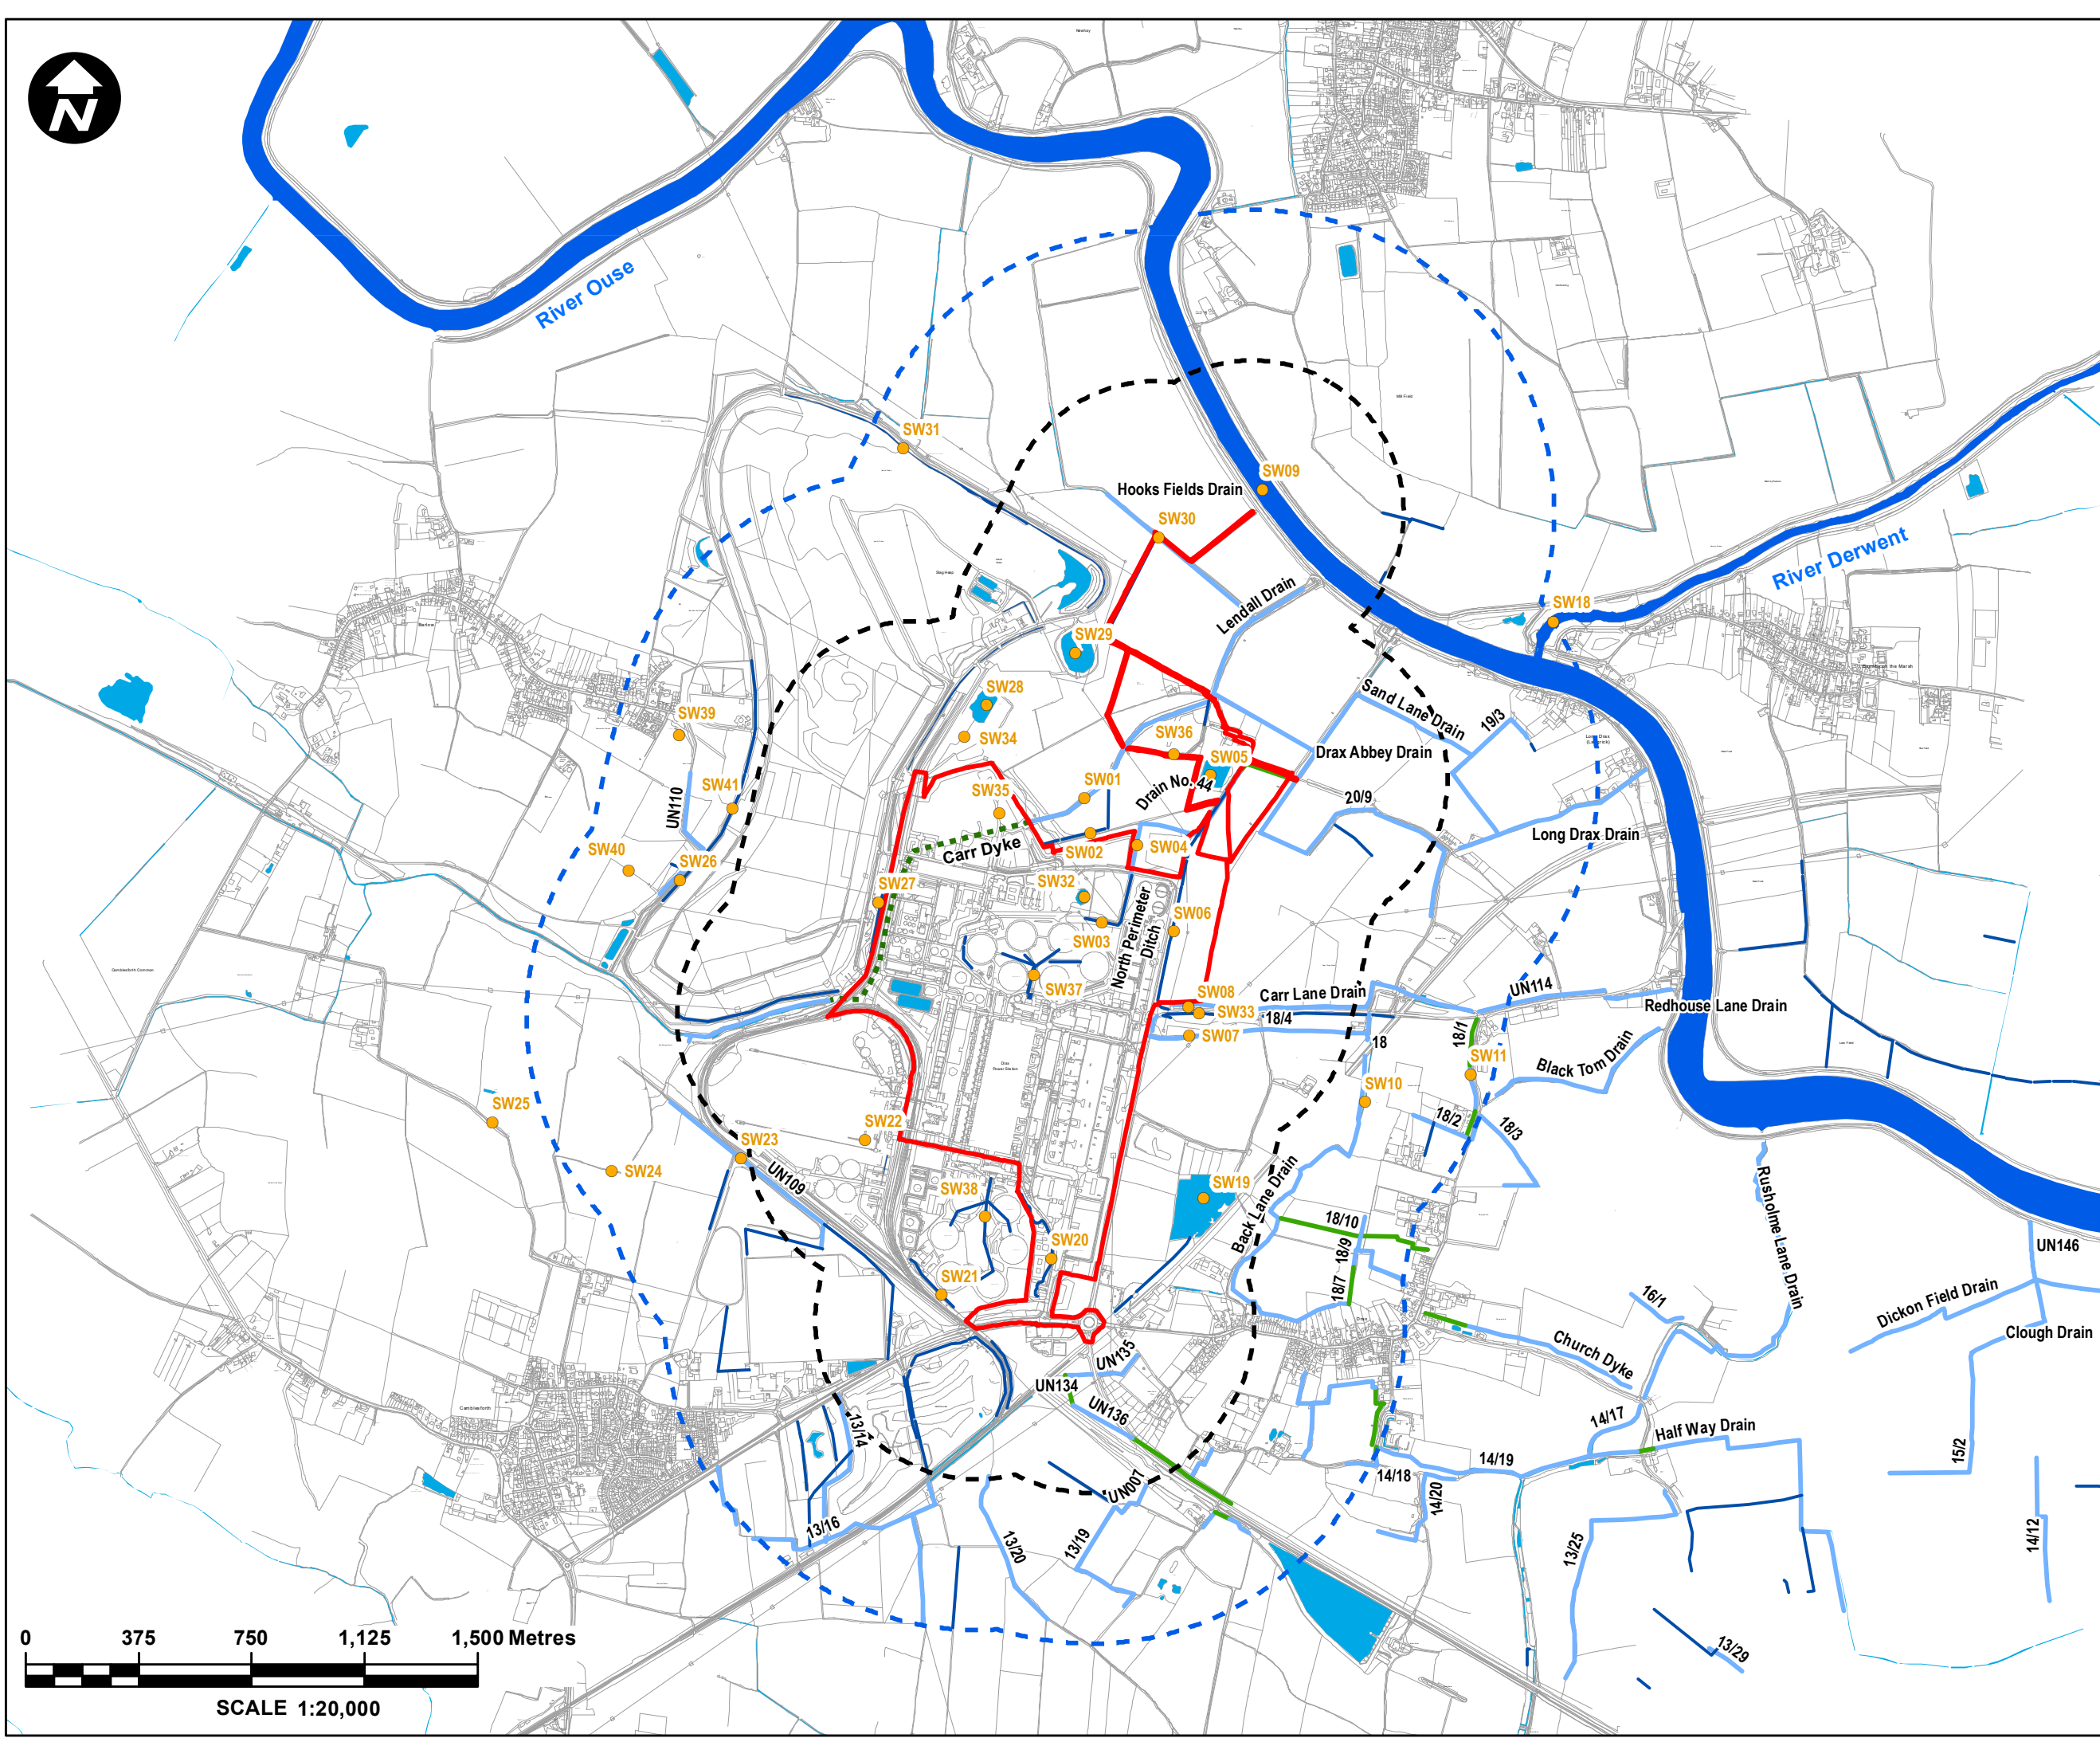 N
River Ouse
SW31
SW09
Hooks Fields Drain
SW30
River Derwent
SW18
Lendall Drain
SW29
Barlow
SW28
Sand Lane Drain
19/3
SW39
SW34
SW36
SW05
Drax Abbey Drain
SW01
Drain No. 44
SW35
UN110
SW41
20/9
Long Drax Drain
Carr Dyke
SW02
SW04
SW40
SW26
SW32
SW27
North Perimeter
Ditch
SW06
SW03
SW37
SW08
Carr Lane Drain
UN114
SW33
18/4
Redhouse Lane Drain
SW07
18
18/1
SW11
Black Tom Drain
Drax
Power Station
SW25
SW10
SW22
18/2
18/3
SW23
SW24
UN109
Back Lane Drain
SW19
SW38
Rusholme Lane Drain
18/10
18/9
18/7
SW20
SW21
UN146
16/1
Dickon Field Drain
Clough Drain
Church Dyke
UN135
UN134
UN136
Camblesforth
13/14
14/17
Half Way Drain
15/2
14/19
14/18
14/20
UN007
13/16
13/20
13/19
13/25
14/12
13/29
0 375 750 1,125 1,500 Metres
SCALE 1:20,000